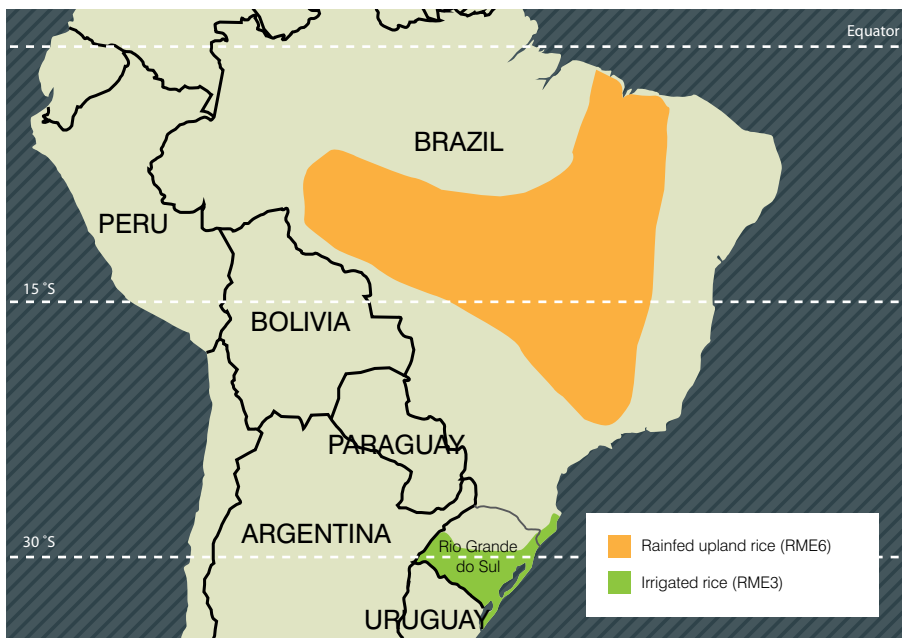 Equator
BRAZIL
PERU
15 ˚S
BOLIVIA
PARAGUAY
ARGENTINA
30 ˚S
Rio Grande
do Sul
URUGUAY
Rainfed upland rice (RME6)
Irrigated rice (RME3)